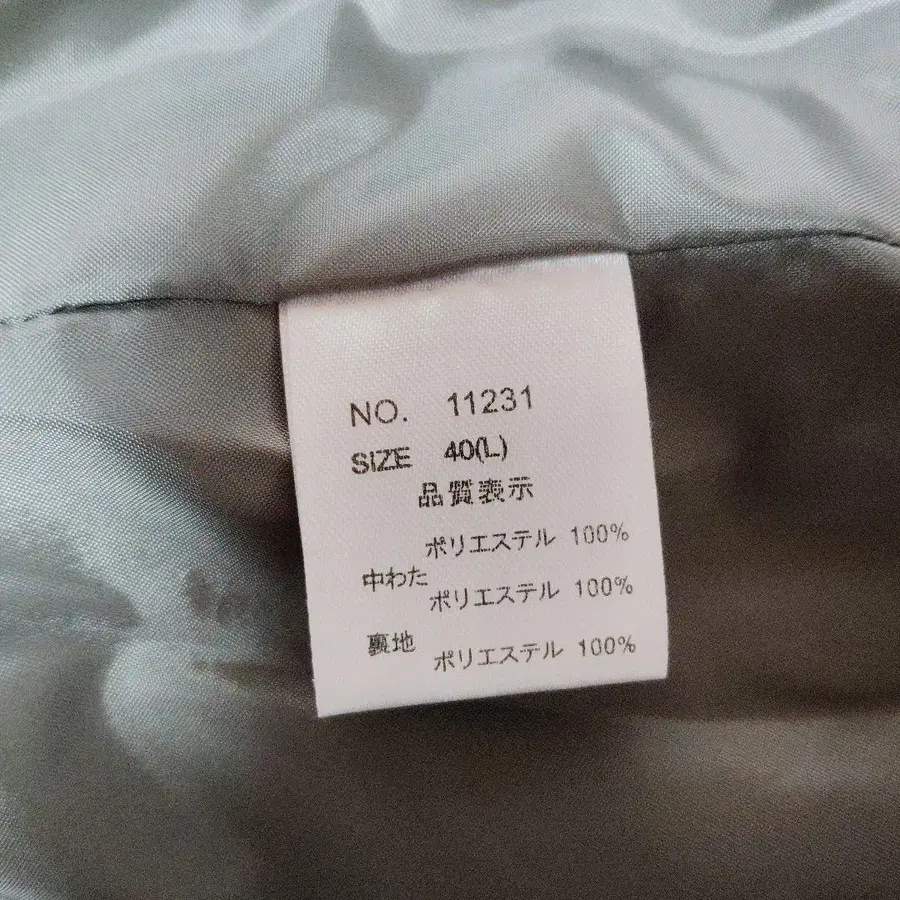 NO. 11231
SIZE 40(L)
品質表示
ポリエステル 100%
中わた
ポリエステル 100%
裏地
ポリエステル 100%